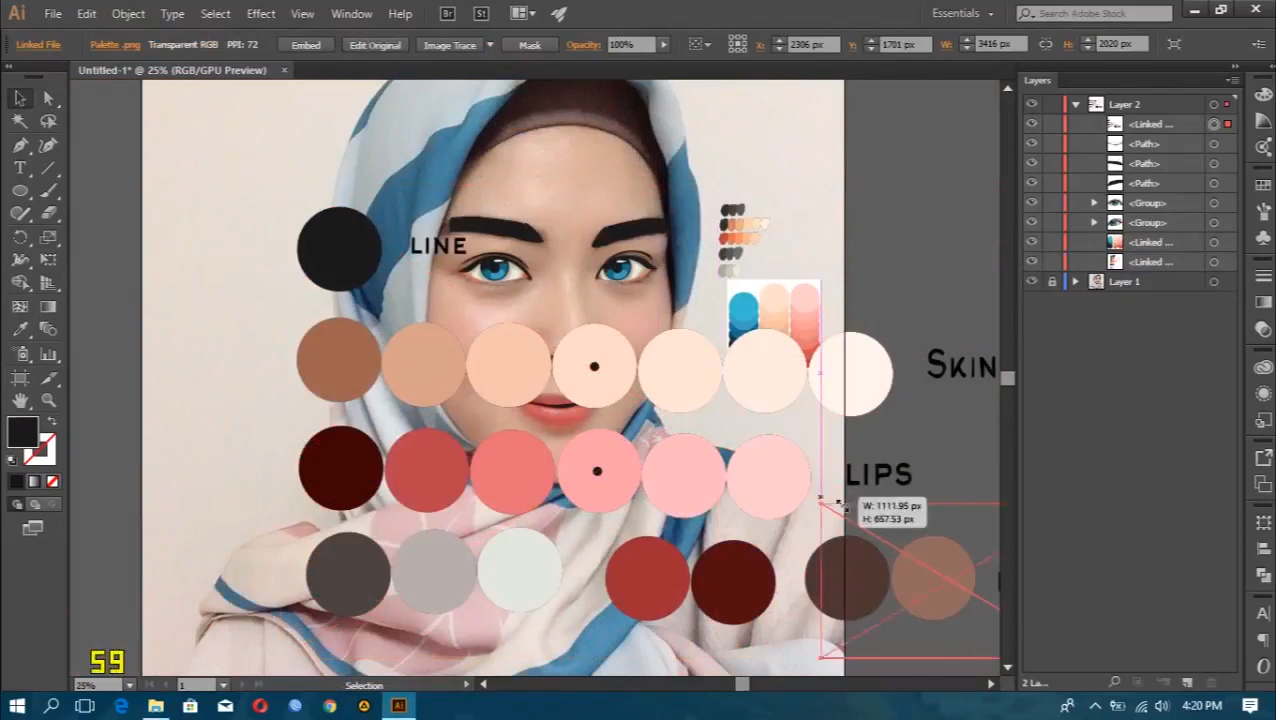 Ai File Edit Object Type Select Effect View Window Help Br St Essentials Search Adobe Stock
Linked File Palette .png Transparent RGB PPI: 72 Embed Edit Original Image Trace Mask Opacity: 100% X: 2306 px Y: 1701 px W: 3416 px H: 2020 px
Untitled-1* @ 25% (RGB/GPU Preview)
Layers
Layer 2
<Linked ...
<Path>
<Path>
<Path>
<Group>
<Group>
<Linked ...
<Linked ...
Layer 1
LINE
SKIN
LIPS
W: 1111.95 px
H: 657.53 px
59
25% 1 Selection
2 La...
4:20 PM